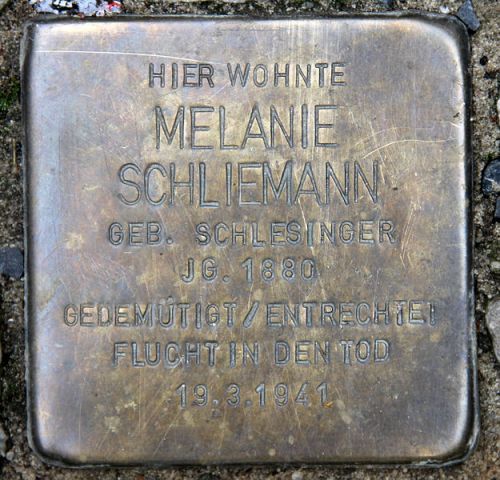 HIER WOHNTE
MELANIE
SCHLIEMANN
GEB. SCHLESINGER
JG. 1880
GEDEMÜTIGT/ENTRECHTET
FLUCHT IN DEN TOD
19.3.1941